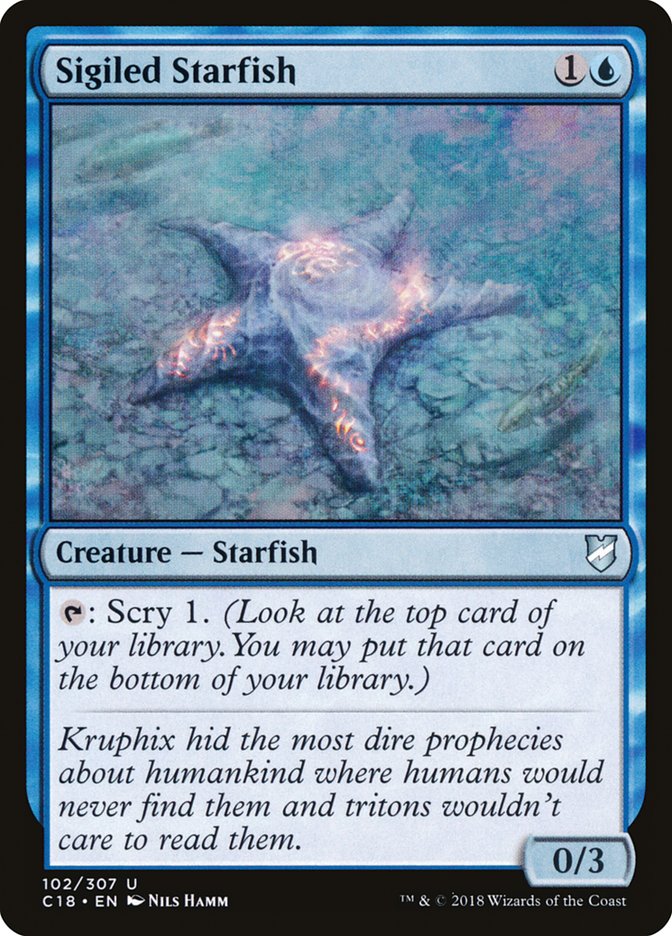 Sigiled Starfish 1
Creature — Starfish
: Scry 1. (Look at the top card of
your library. You may put that card on
the bottom of your library.)
Kruphix hid the most dire prophecies
about humankind where humans would
never find them and tritons wouldn't
care to read them.
0/3
102/307 U
C18 • EN Nils Hamm
™ & © 2018 Wizards of the Coast